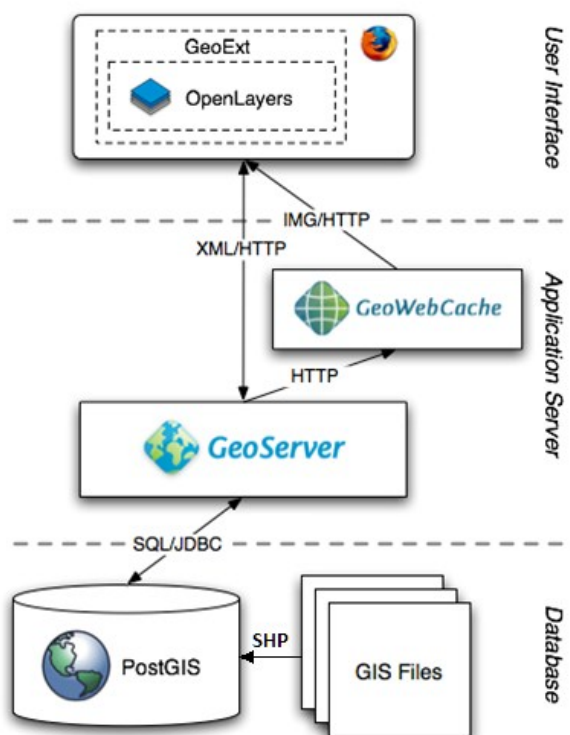 GeoExt
OpenLayers
User Interface
IMG/HTTP
XML/HTTP
GeoWebCache
HTTP
GeoServer
Application Server
SQL/JDBC
PostGIS
SHP
GIS Files
Database